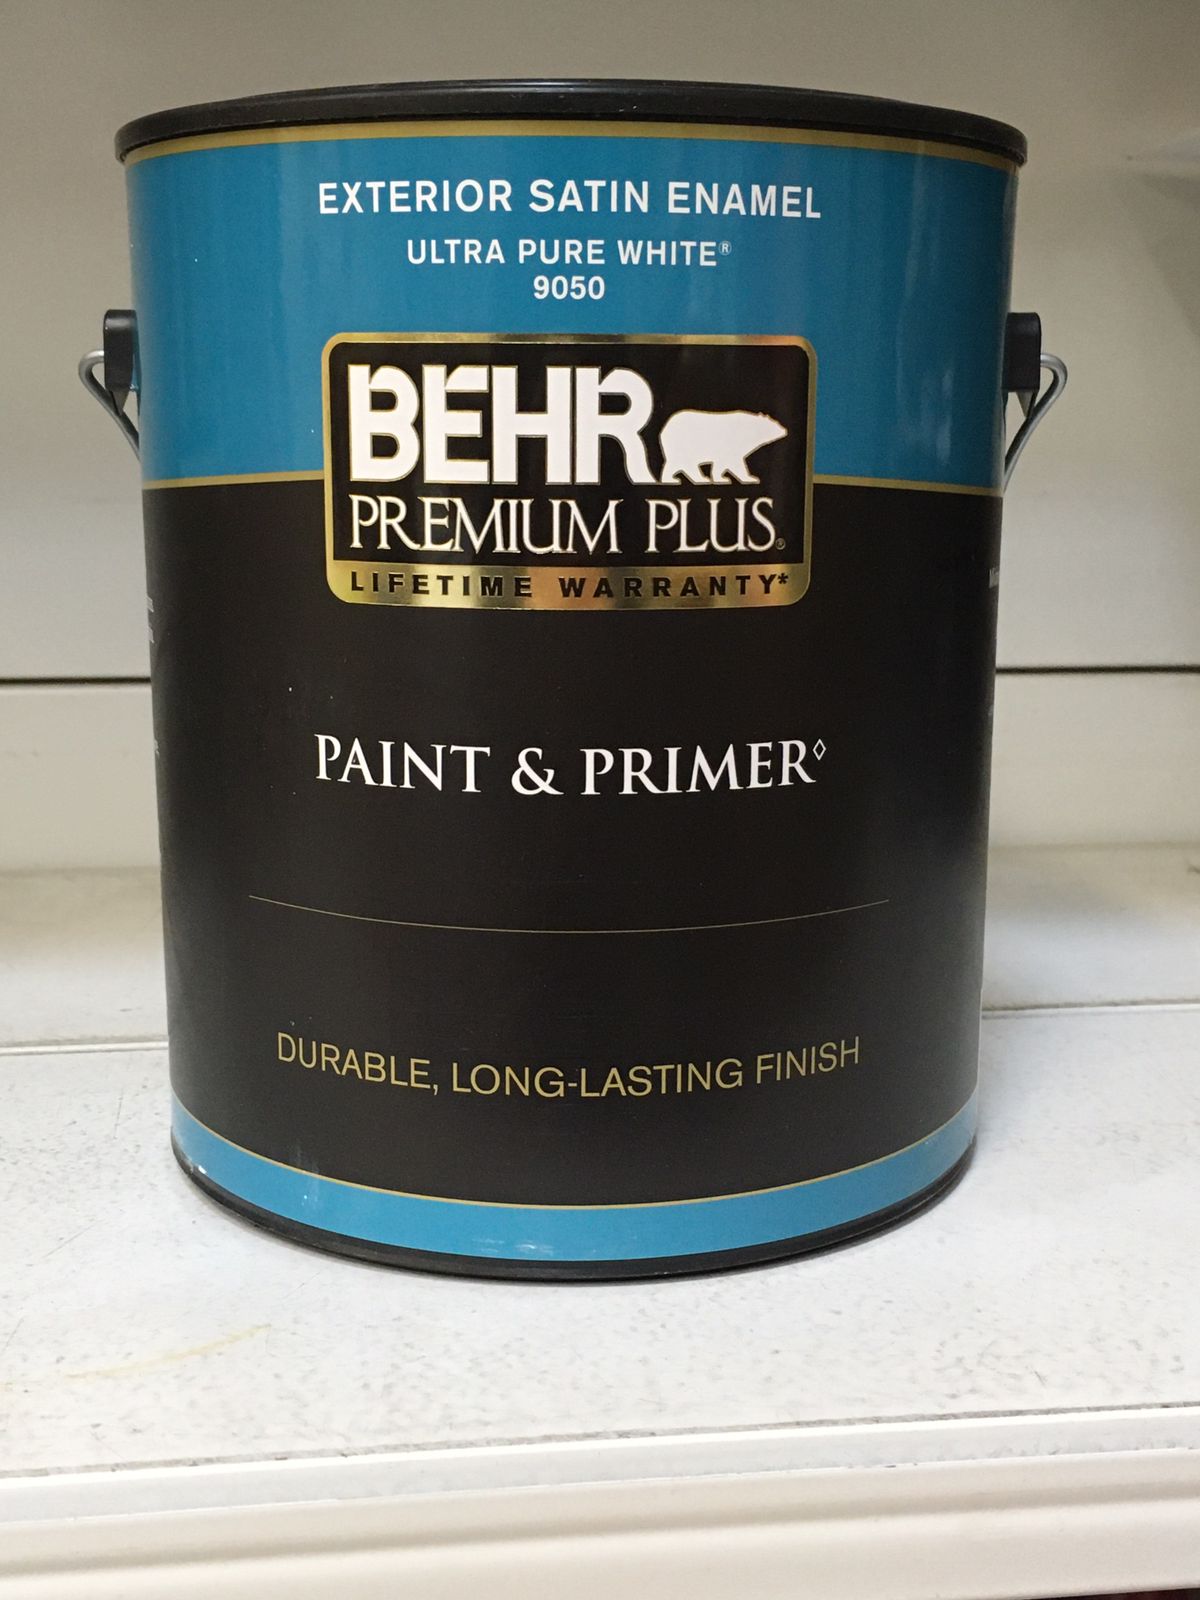 EXTERIOR SATIN ENAMEL
ULTRA PURE WHITE®
9050
BEHR
PREMIUM PLUS®
LIFETIME WARRANTY*
PAINT & PRIMER◊
DURABLE, LONG-LASTING FINISH